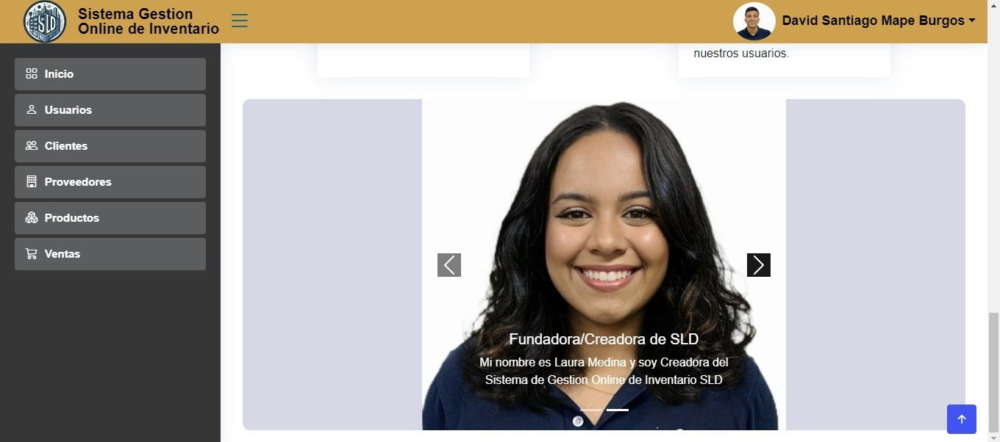 SLD
Sistema Gestion
Online de Inventario
David Santiago Mape Burgos
Inicio
Usuarios
Clientes
Proveedores
Productos
Ventas
nuestros usuarios.
Fundadora/Creadora de SLD
Mi nombre es Laura Medina y soy Creadora del
Sistema de Gestion Online de Inventario SLD